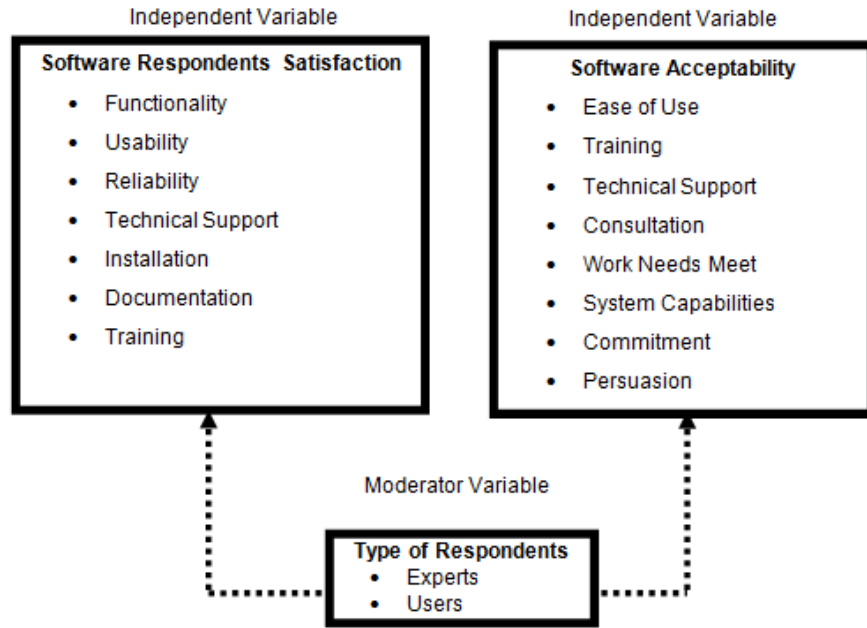 Independent Variable
Software Respondents Satisfaction
• Functionality
• Usability
• Reliability
• Technical Support
• Installation
• Documentation
• Training
Independent Variable
Software Acceptability
• Ease of Use
• Training
• Technical Support
• Consultation
• Work Needs Meet
• System Capabilities
• Commitment
• Persuasion
Moderator Variable
Type of Respondents
• Experts
• Users